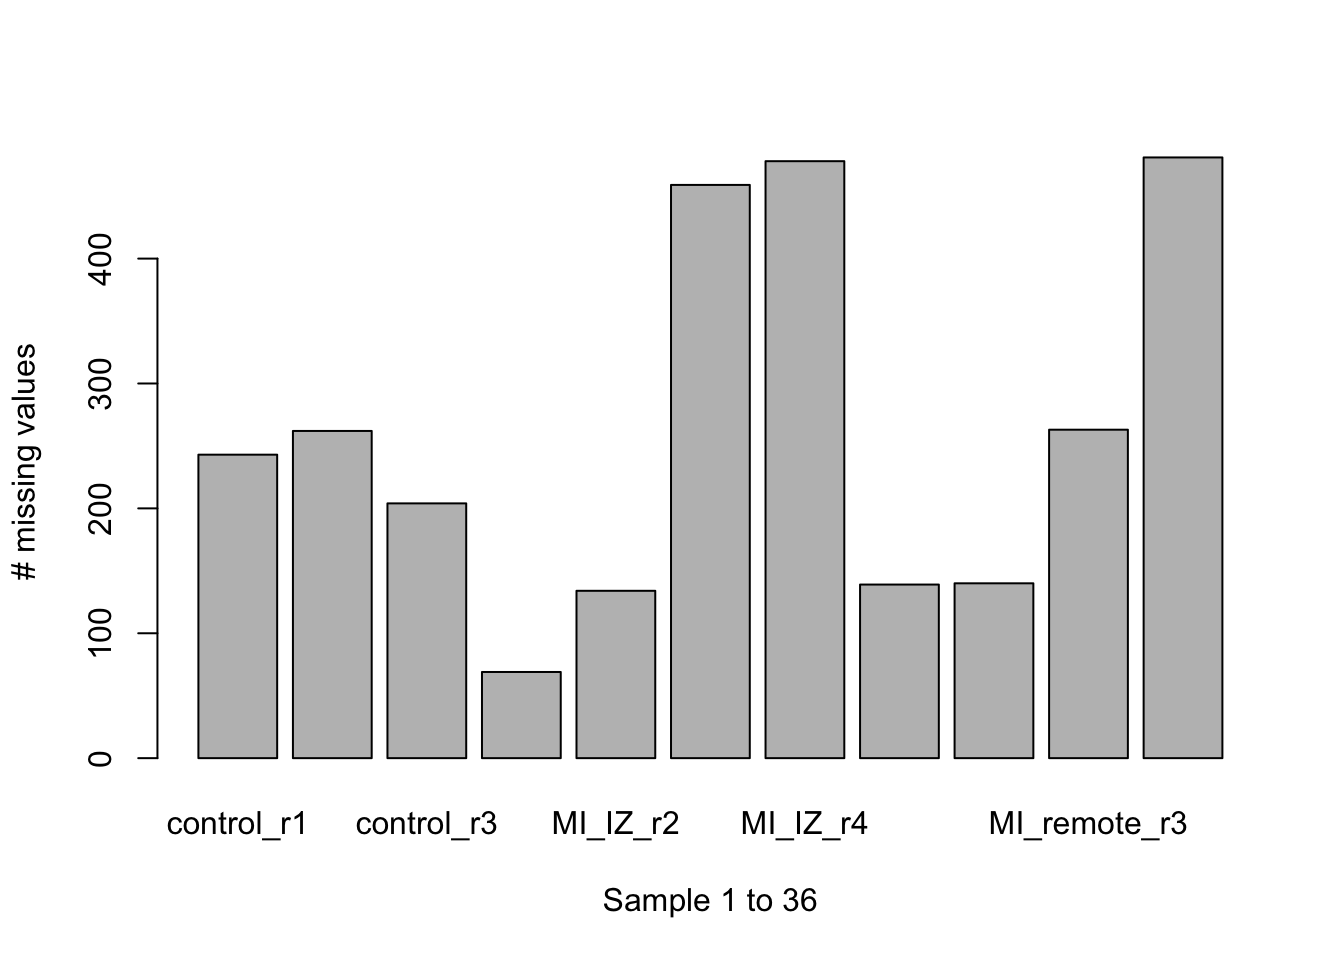 # missing values
400
300
200
100
0
control_r1 control_r3 MI_IZ_r2 MI_IZ_r4 MI_remote_r3
Sample 1 to 36